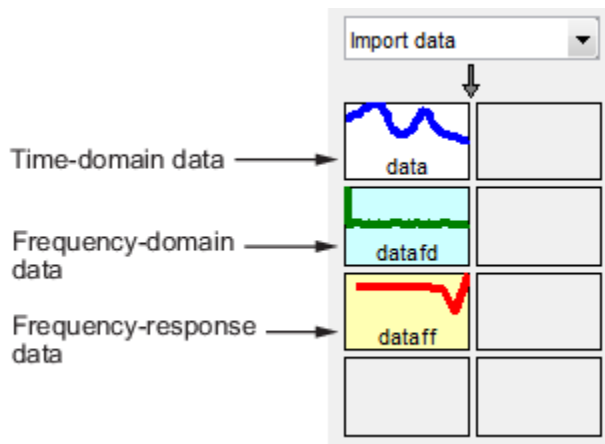 Import data
Time-domain data
data
Frequency-domain
data
datafd
Frequency-response
data
dataff